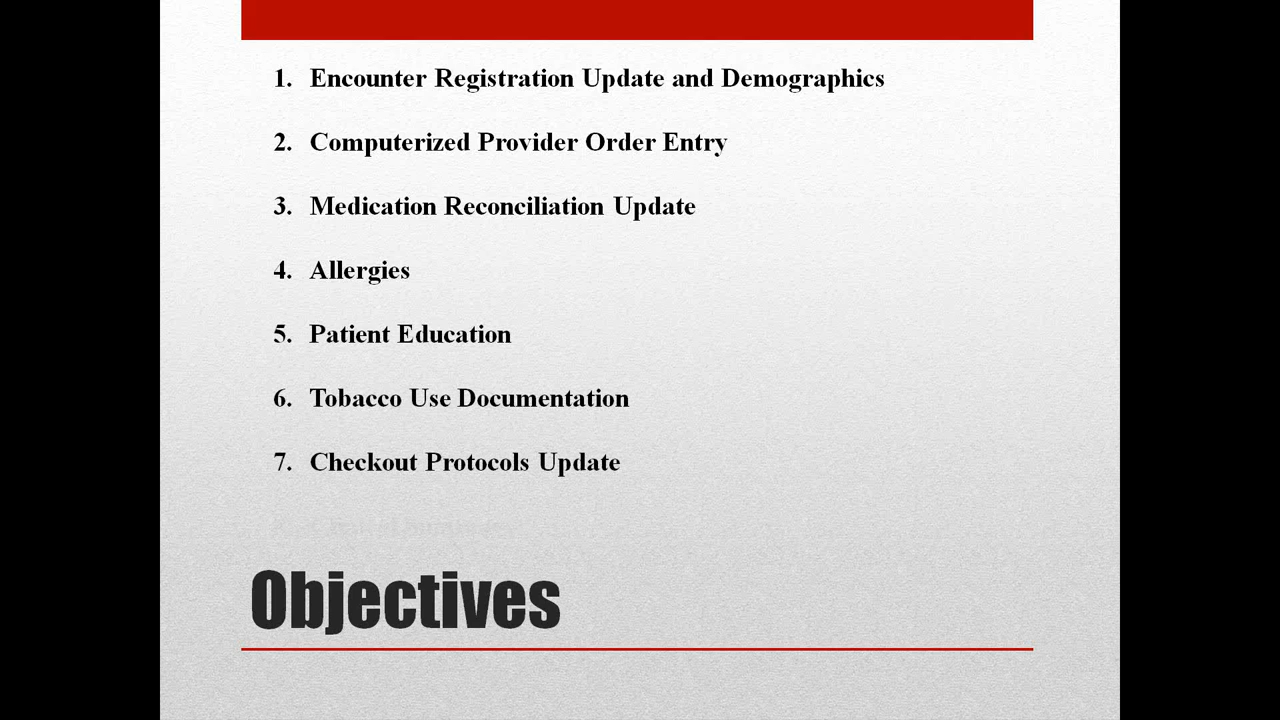 1. Encounter Registration Update and Demographics
2. Computerized Provider Order Entry
3. Medication Reconciliation Update
4. Allergies
5. Patient Education
6. Tobacco Use Documentation
7. Checkout Protocols Update
Objectives